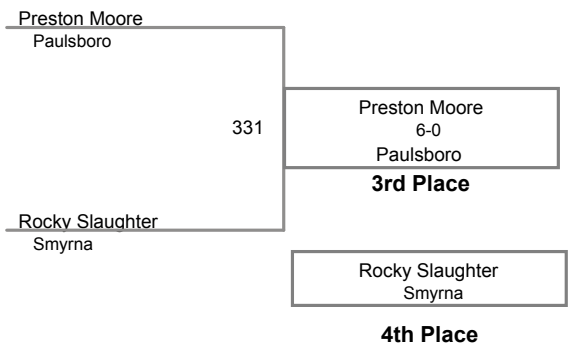 Preston Moore
Paulsboro
331
Preston Moore
6-0
Paulsboro
3rd Place
Rocky Slaughter
Smyrna
Rocky Slaughter
Smyrna
4th Place